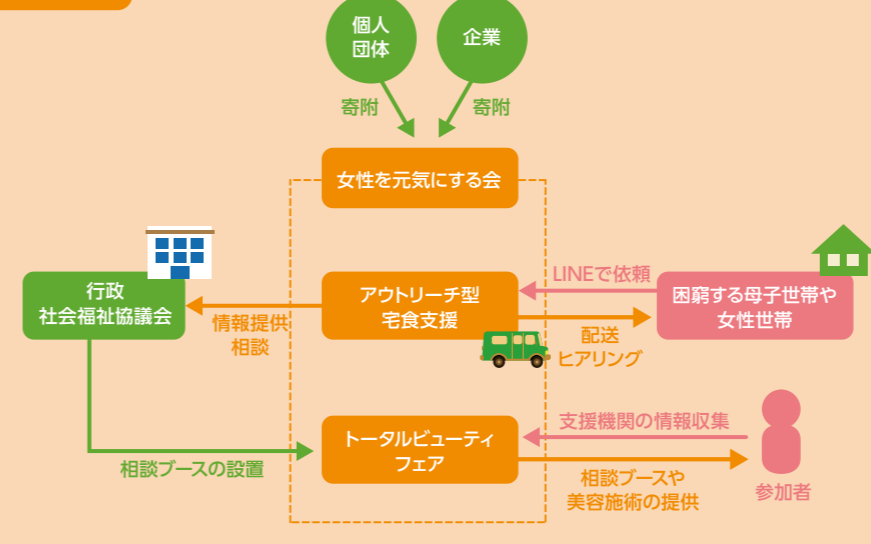 個人
団体
企業
寄附
寄附
女性を元気にする会
行政
社会福祉協議会
情報提供
相談
アウトリーチ型
宅食支援
LINEで依頼
配送
ヒアリング
困窮する母子世帯や
女性世帯
相談ブースの設置
トータルビューティ
フェア
支援機関の情報収集
相談ブースや
美容施術の提供
参加者